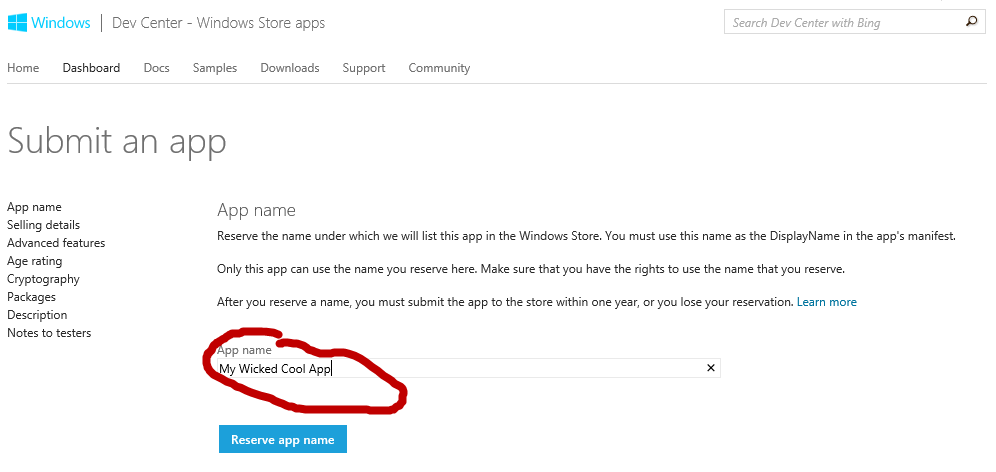 Windows | Dev Center - Windows Store apps
Search Dev Center with Bing
Home Dashboard Docs Samples Downloads Support Community
Submit an app
App name
Selling details
Advanced features
Age rating
Cryptography
Packages
Description
Notes to testers
App name
Reserve the name under which we will list this app in the Windows Store. You must use this name as the DisplayName in the app's manifest.
Only this app can use the name you reserve here. Make sure that you have the rights to use the name that you reserve.
After you reserve a name, you must submit the app to the store within one year, or you lose your reservation. Learn more
App name
My Wicked Cool App
Reserve app name